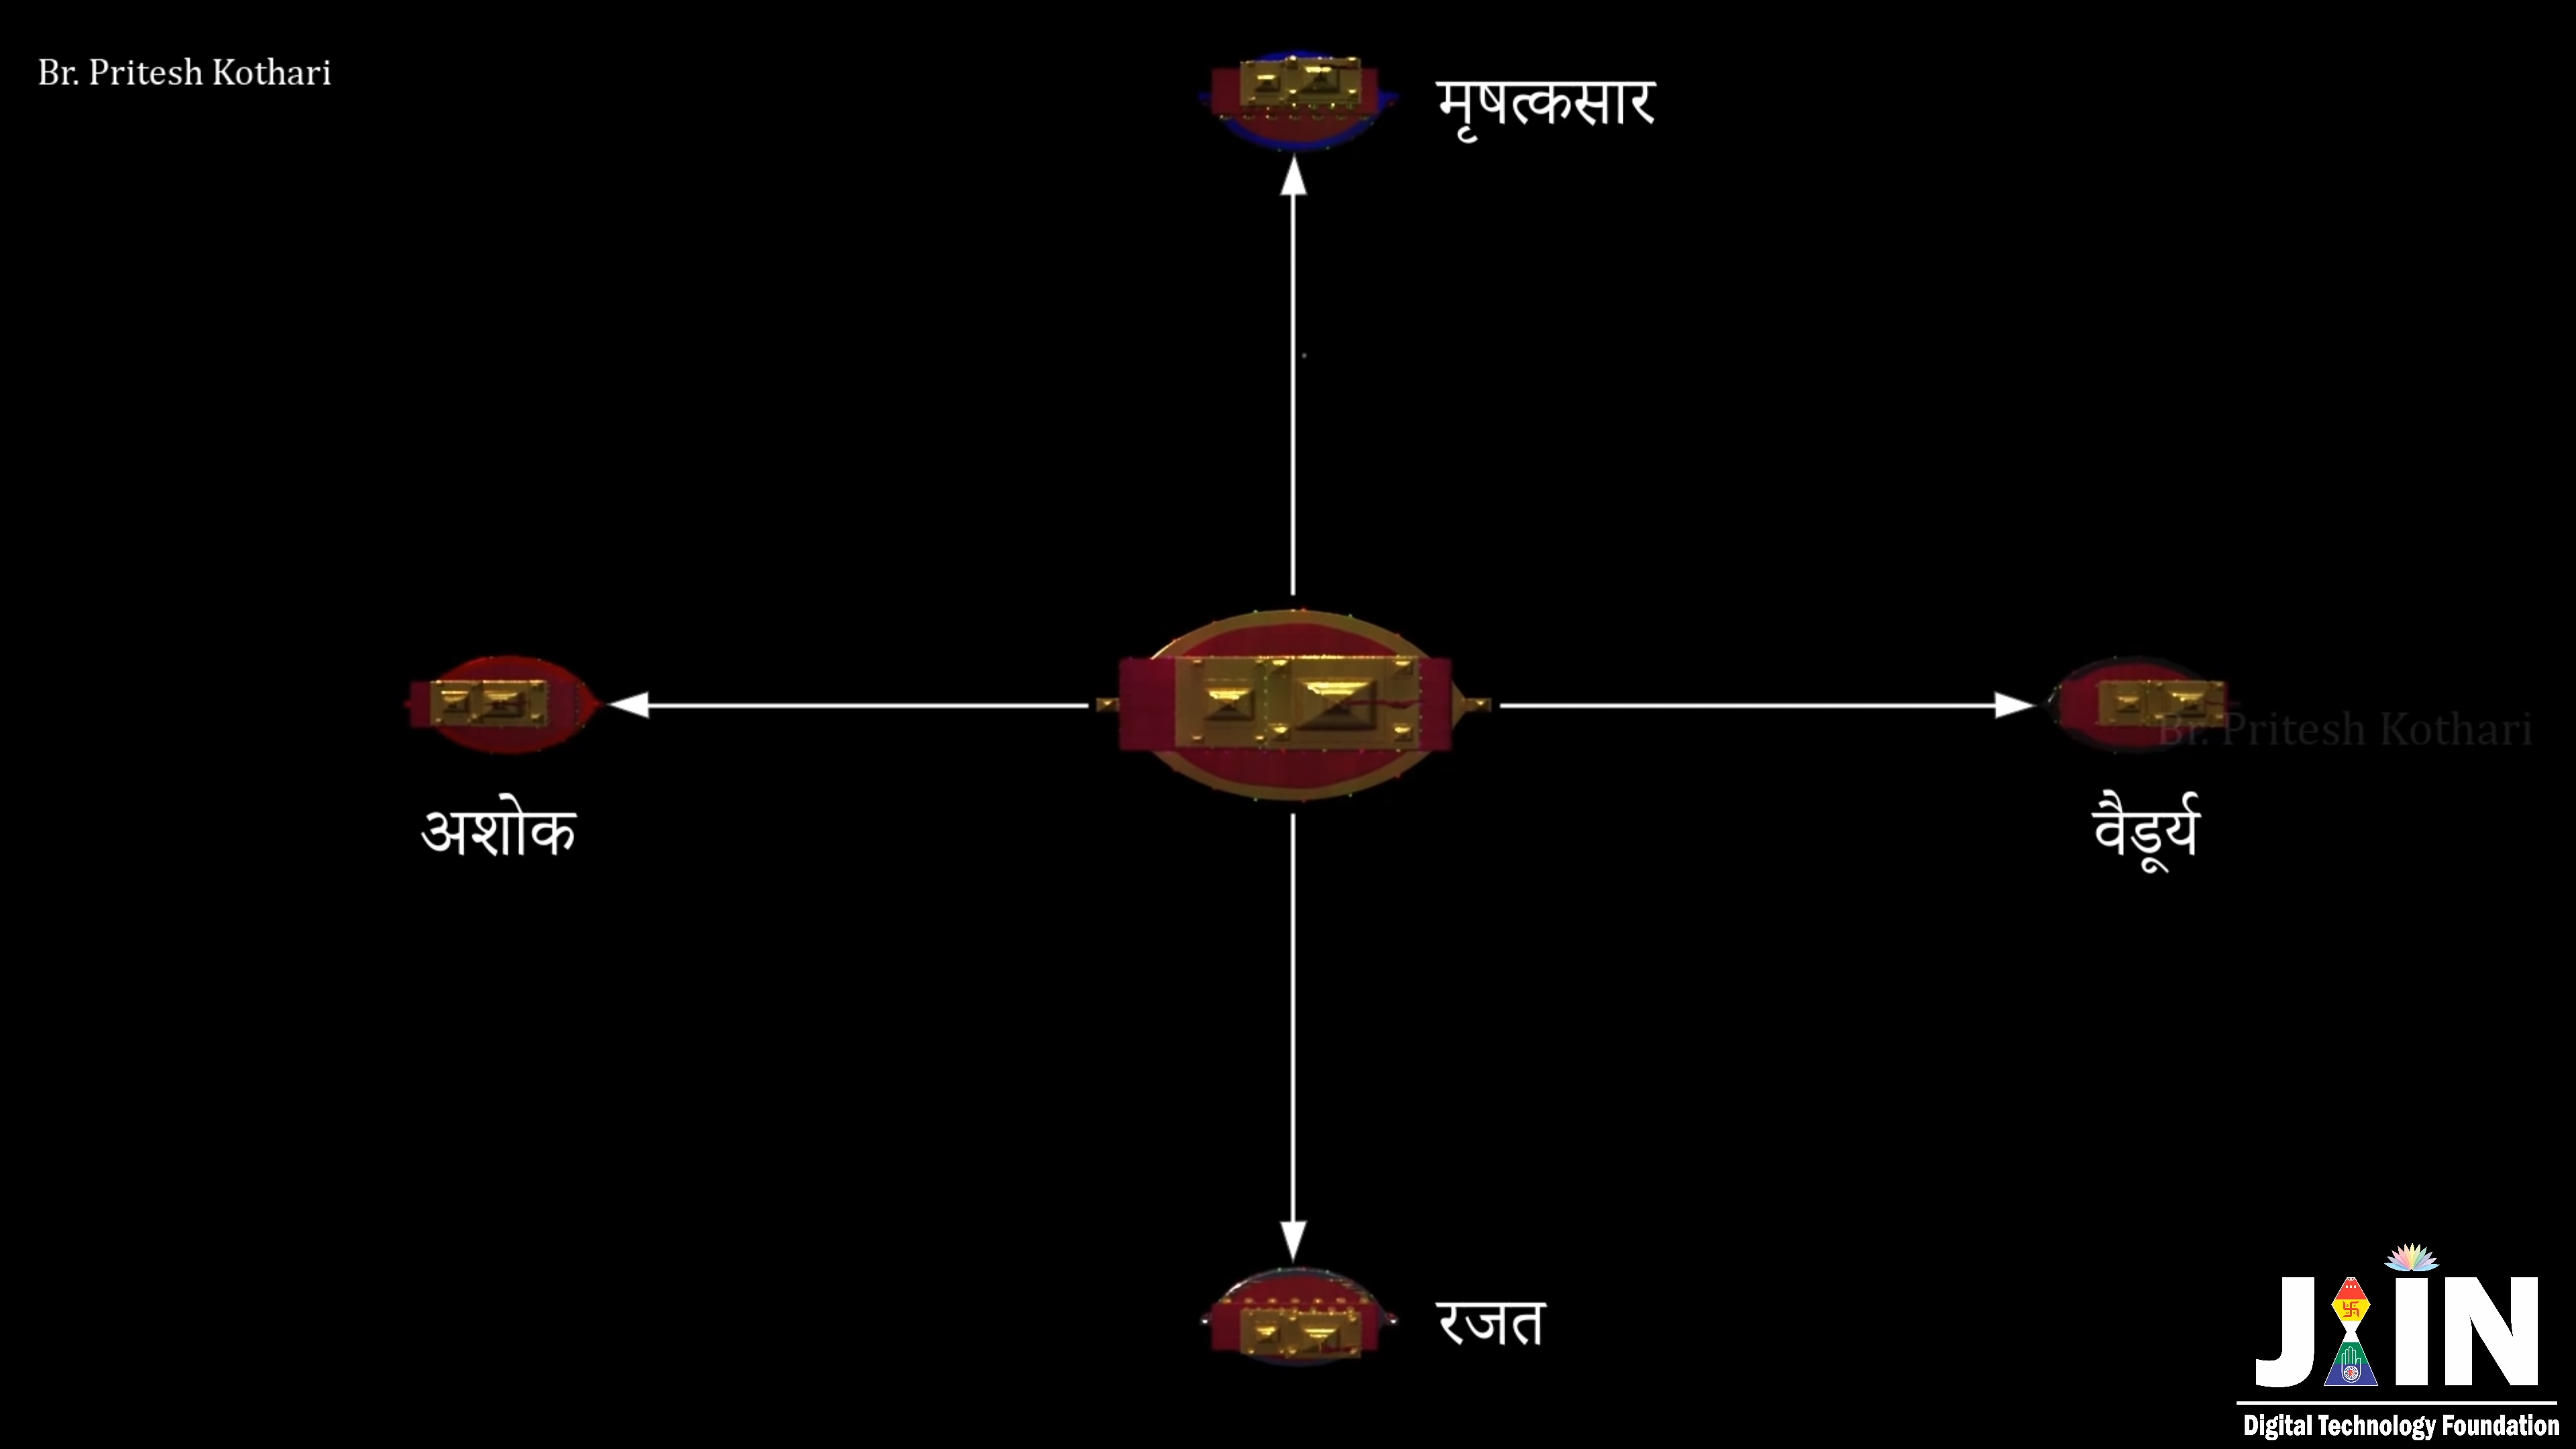 Br. Pritesh Kothari
मृषत्कसार
अशोक
वैडूर्य
Br. Pritesh Kothari
रजत
JAIN
Digital Technology Foundation